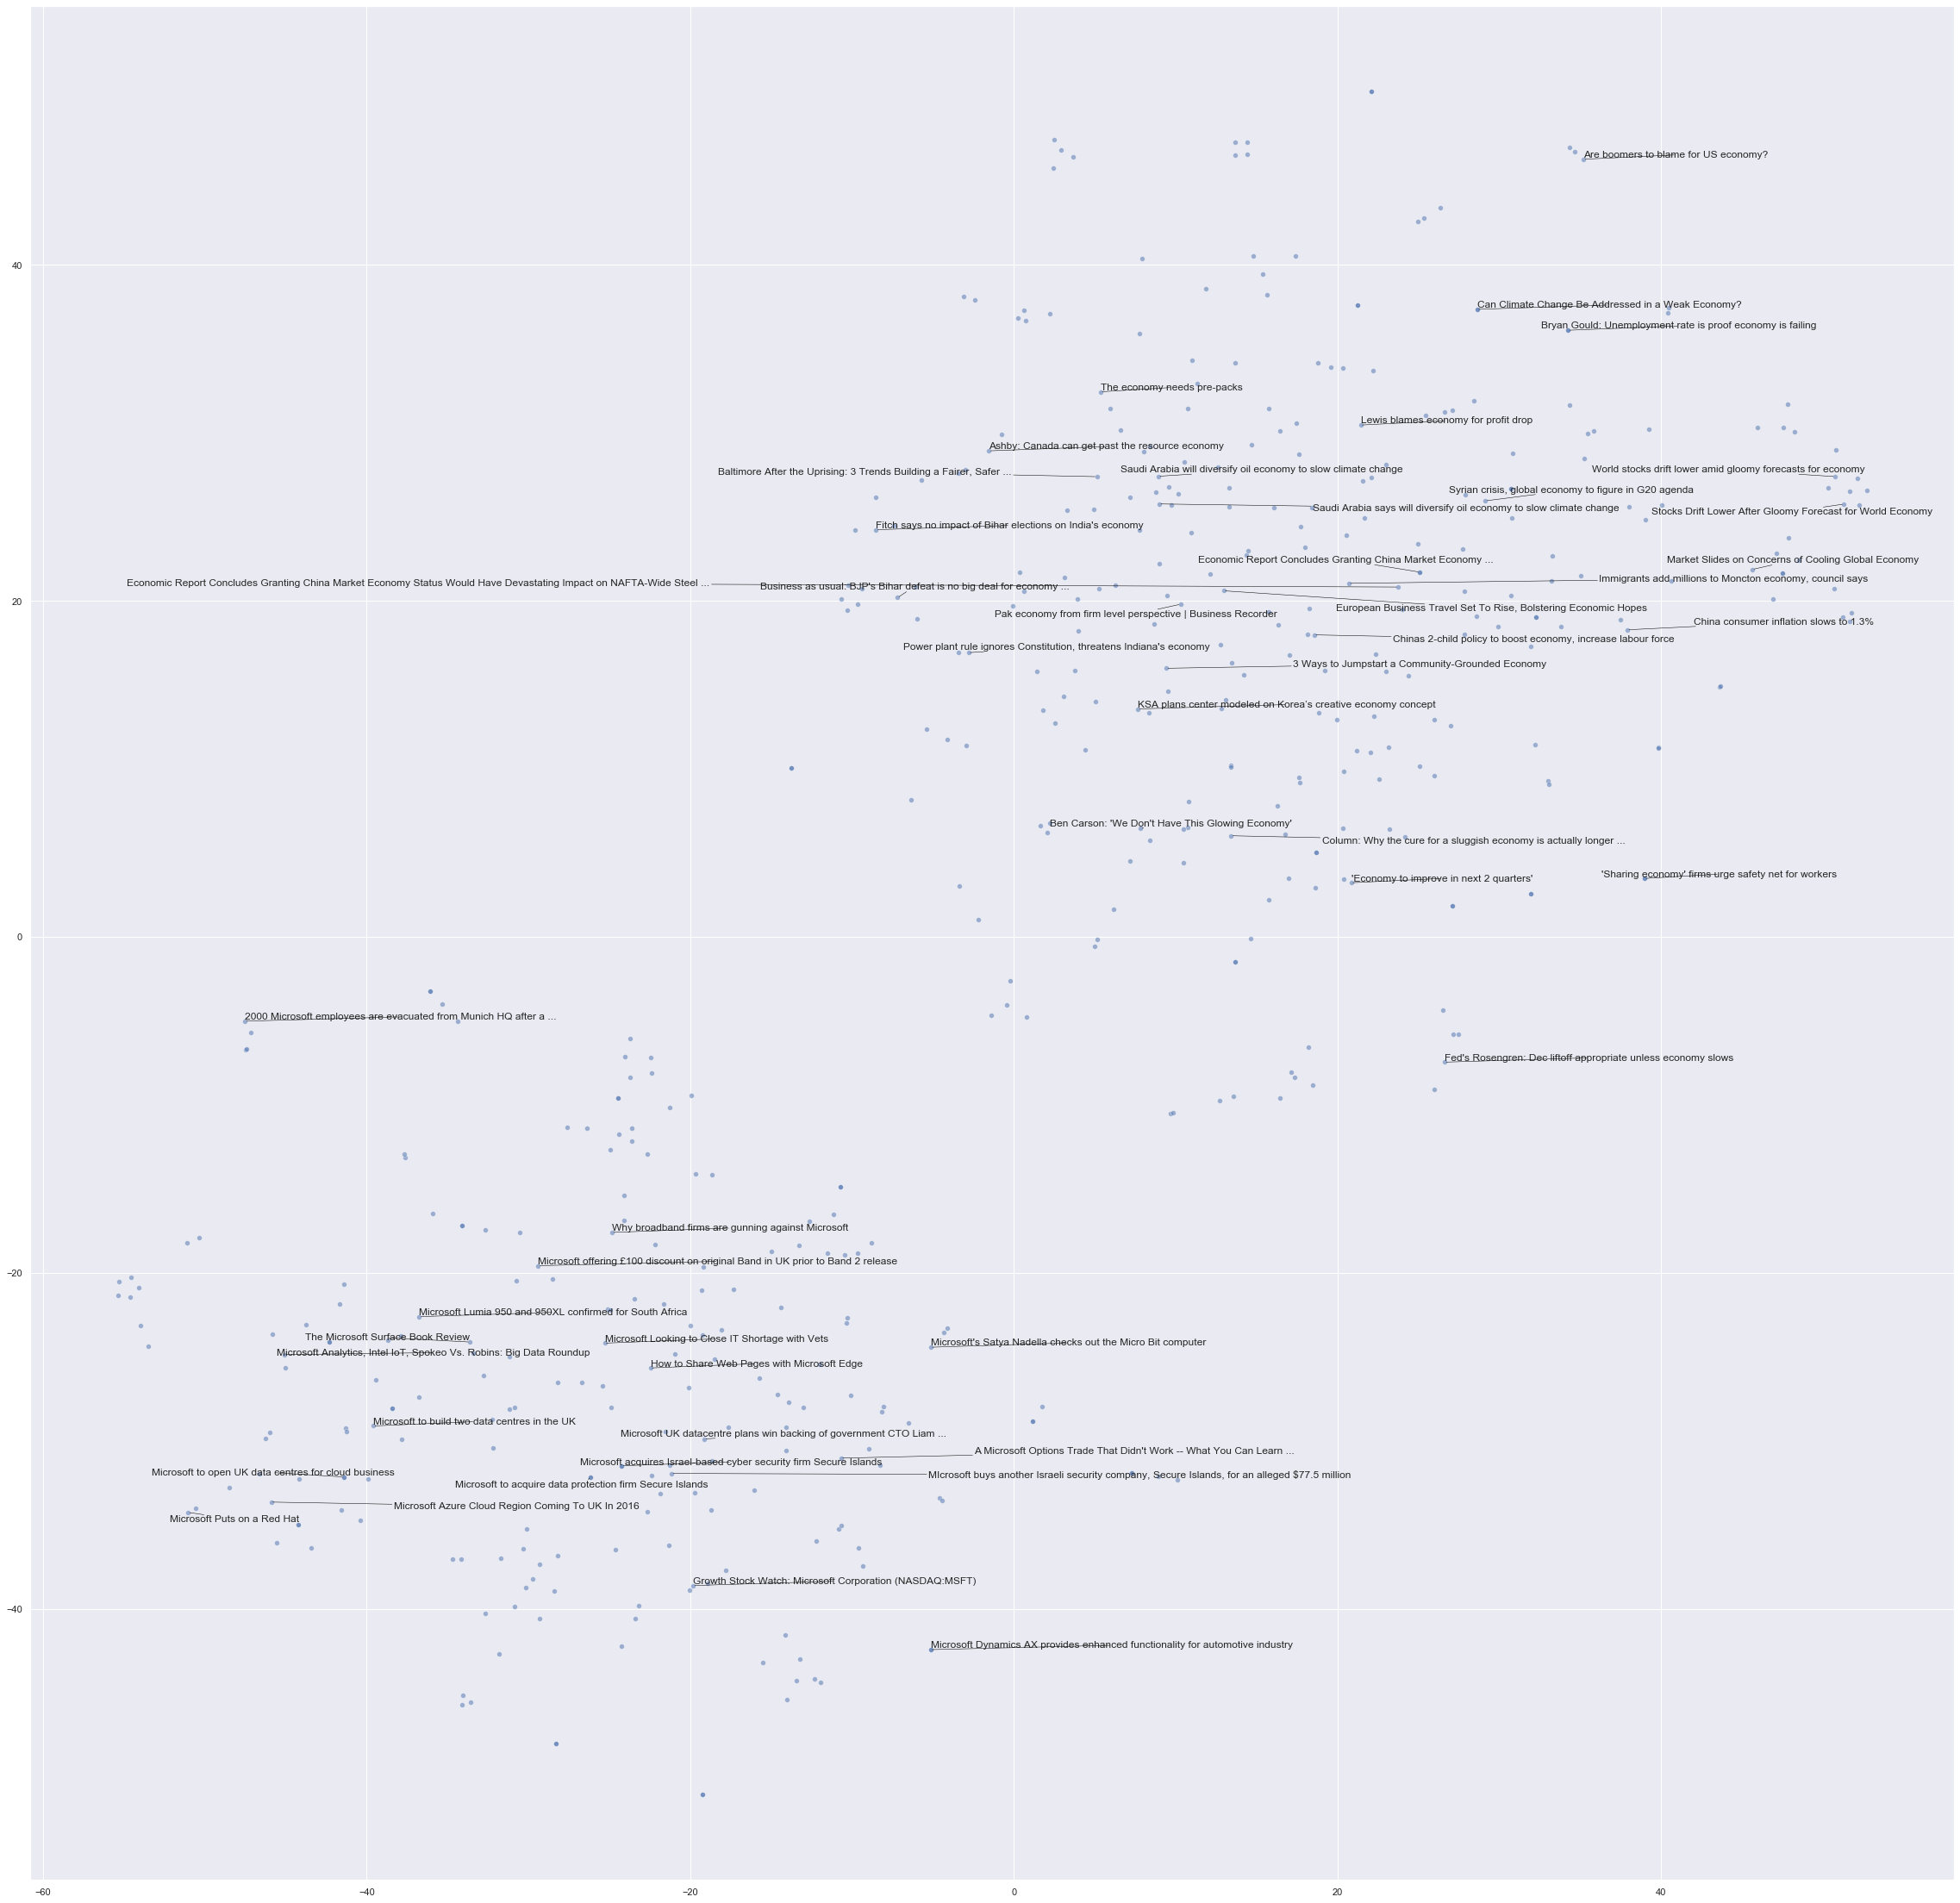 Are boomers to blame for US economy?
40
Can Climate Change Be Addressed in a Weak Economy?
Bryan Gould: Unemployment rate is proof economy is failing
The economy needs pre-packs
Lewis blames economy for profit drop
Ashby: Canada can get past the resource economy
Baltimore After the Uprising: 3 Trends Building a Fairer, Safer ...
Saudi Arabia will diversify oil economy to slow climate change
World stocks drift lower amid gloomy forecasts for economy
Syrian crisis, global economy to figure in G20 agenda
Saudi Arabia says will diversify oil economy to slow climate change
Stocks Drift Lower After Gloomy Forecast for World Economy
Fitch says no impact of Bihar elections on India's economy
Economic Report Concludes Granting China Market Economy ...
Market Slides on Concerns of Cooling Global Economy
Immigrants add millions to Moncton economy, council says
Economic Report Concludes Granting China Market Economy Status Would Have Devastating Impact on NAFTA-Wide Steel ...
Business as usual: BJP's Bihar defeat is no big deal for economy ...
20
European Business Travel Set To Rise, Bolstering Economic Hopes
Pak economy from firm level perspective | Business Recorder
China consumer inflation slows to 1.3%
Chinas 2-child policy to boost economy, increase labour force
Power plant rule ignores Constitution, threatens Indiana's economy
3 Ways to Jumpstart a Community-Grounded Economy
KSA plans center modeled on Korea's creative economy concept
Ben Carson: 'We Don't Have This Glowing Economy'
Column: Why the cure for a sluggish economy is actually longer ...
'Sharing economy' firms urge safety net for workers
'Economy to improve in next 2 quarters'
0
2000 Microsoft employees are evacuated from Munich HQ after a ...
Fed's Rosengren: Dec liftoff appropriate unless economy slows
Why broadband firms are gunning against Microsoft
Microsoft offering £100 discount on original Band in UK prior to Band 2 release
−20
Microsoft Lumia 950 and 950XL confirmed for South Africa
The Microsoft Surface Book Review
Microsoft Looking to Close IT Shortage with Vets
Microsoft's Satya Nadella checks out the Micro Bit computer
Microsoft Analytics, Intel IoT, Spokeo Vs. Robins: Big Data Roundup
How to Share Web Pages with Microsoft Edge
Microsoft to build two data centres in the UK
Microsoft UK datacentre plans win backing of government CTO Liam ...
A Microsoft Options Trade That Didn't Work -- What You Can Learn ...
Microsoft acquires Israel-based cyber security firm Secure Islands
Microsoft to open UK data centres for cloud business
MIcrosoft buys another Israeli security company, Secure Islands, for an alleged $77.5 million
Microsoft to acquire data protection firm Secure Islands
Microsoft Azure Cloud Region Coming To UK In 2016
Microsoft Puts on a Red Hat
Growth Stock Watch: Microsoft Corporation (NASDAQ:MSFT)
−40
Microsoft Dynamics AX provides enhanced functionality for automotive industry
−60 −40 −20 0 20 40